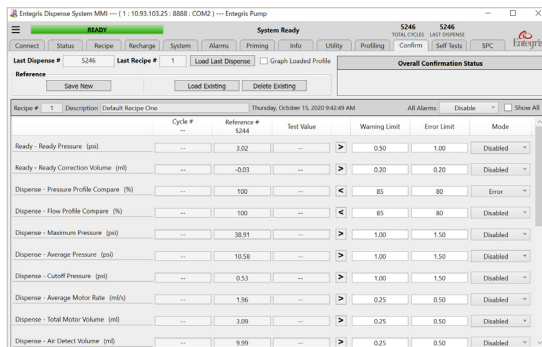 Entegris Dispense System MMI --- ( 1 : 10.93.103.25 : 8888 : COM2 ) --- Entegris Pump
READY System Ready 5246 TOTAL CYCLES 5246 LAST DISPENSE
Connect Status Recipe Recharge System Alarms Priming Info Utility Profiling Confirm Self Tests SPC Entegris
Last Dispense # 5246 Last Recipe # 1 Load Last Dispense Graph Loaded Profile Overall Confirmation Status
Reference
Save New Load Existing Delete Existing
Recipe # 1 Description Default Recipe One Thursday, October 15, 2020 9:42:49 AM All Alarms Disable Show All
Cycle # -- Reference # 5244 Test Value Warning Limit Error Limit Mode
Ready - Ready Pressure (psi) -- 3.02 -- > 0.50 1.00 Disabled
Ready - Ready Correction Volume (ml) -- -0.03 -- > 0.20 0.20 Disabled
Dispense - Pressure Profile Compare (%) -- 100 -- < 85 80 Error
Dispense - Flow Profile Compare (%) -- 100 -- < 85 80 Disabled
Dispense - Maximum Pressure (psi) -- 38.91 -- > 1.00 1.50 Disabled
Dispense - Average Pressure (psi) -- 10.58 -- > 1.00 1.50 Disabled
Dispense - Cutoff Pressure (psi) -- 0.53 -- > 1.00 1.50 Disabled
Dispense - Average Motor Rate (ml/s) -- 1.96 -- > 0.25 0.50 Disabled
Dispense - Total Motor Volume (ml) -- 3.09 -- > 0.25 0.50 Disabled
Dispense - Air Detect Volume (ml) -- 9.99 -- > 0.25 0.50 Disabled